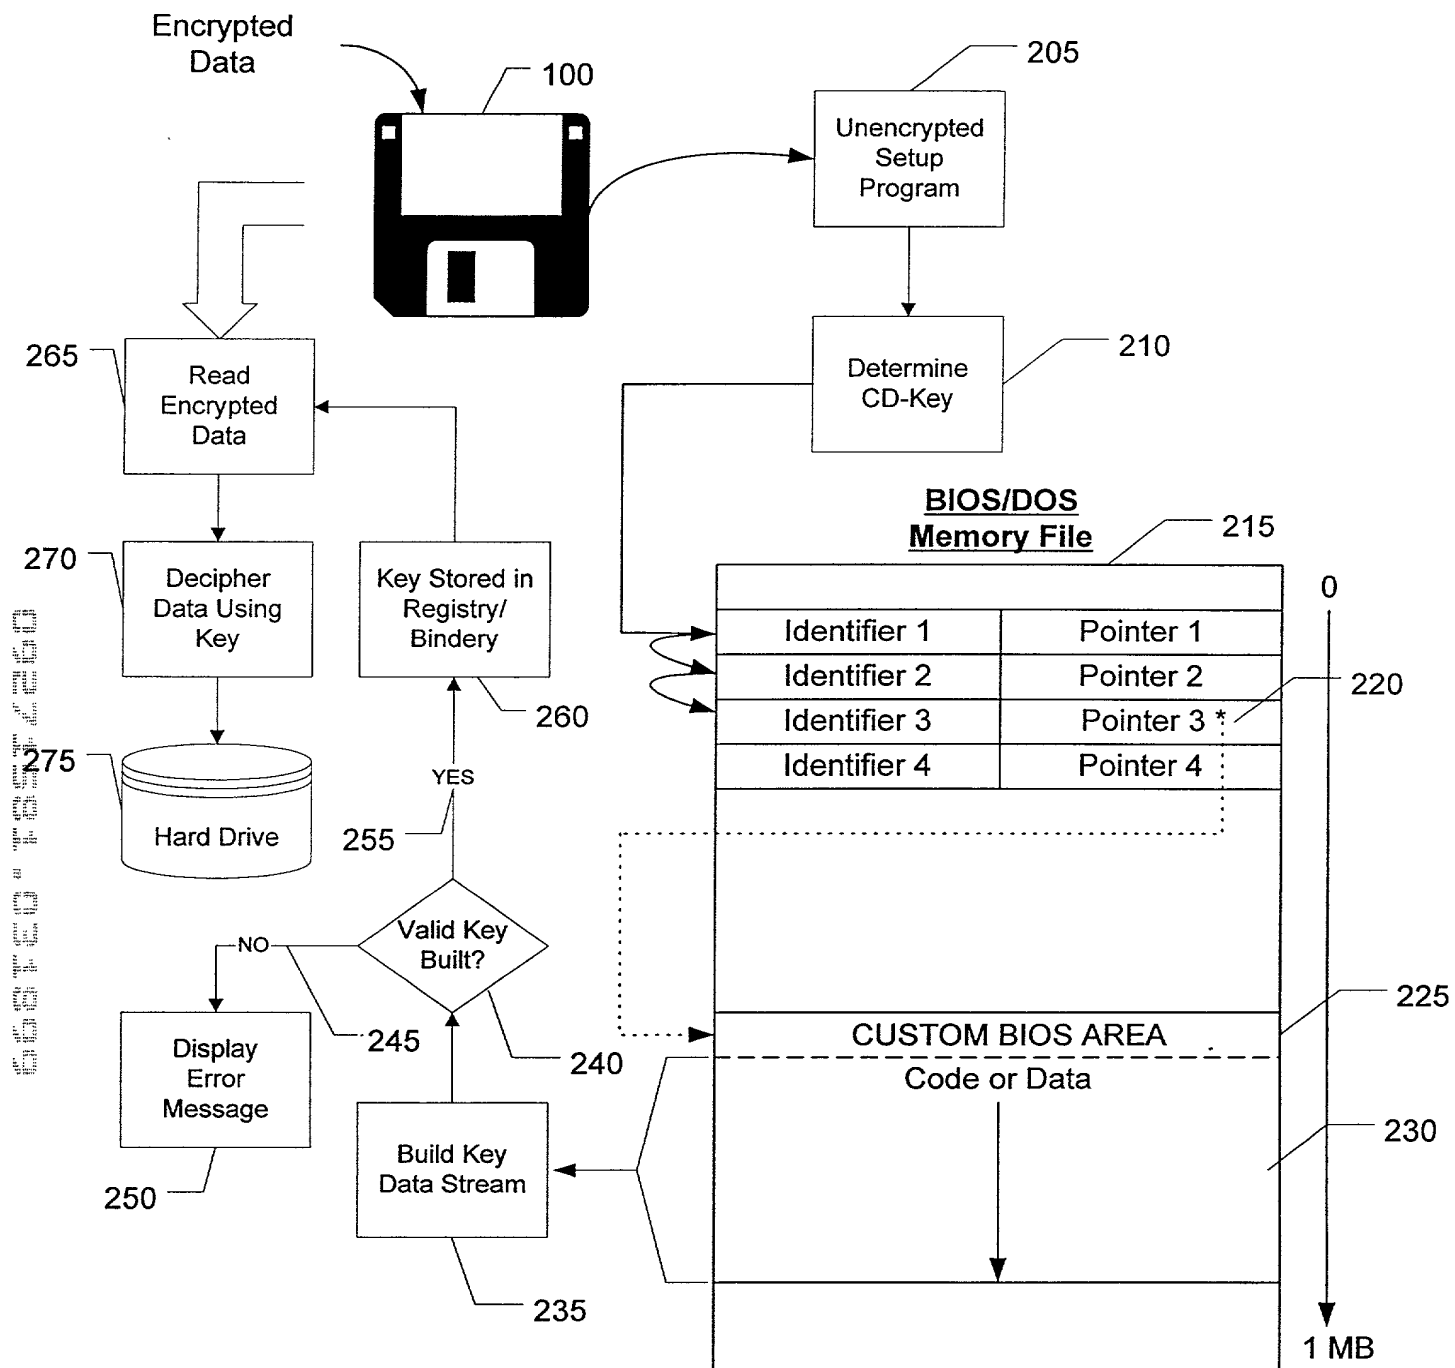 Encrypted
Data
100
205
Unencrypted
Setup
Program
265
Read
Encrypted
Data
210
Determine
CD-Key
BIOS/DOS
Memory File
215
0
270
Decipher
Data Using
Key
Key Stored in
Registry/
Bindery
260
Identifier 1
Pointer 1
Identifier 2
Pointer 2
220
Identifier 3
Pointer 3 *
Identifier 4
Pointer 4
275
Hard Drive
YES
255
Valid Key
Built?
NO
245
240
225
CUSTOM BIOS AREA
Code or Data
Display
Error
Message
250
Build Key
Data Stream
235
230
1 MB